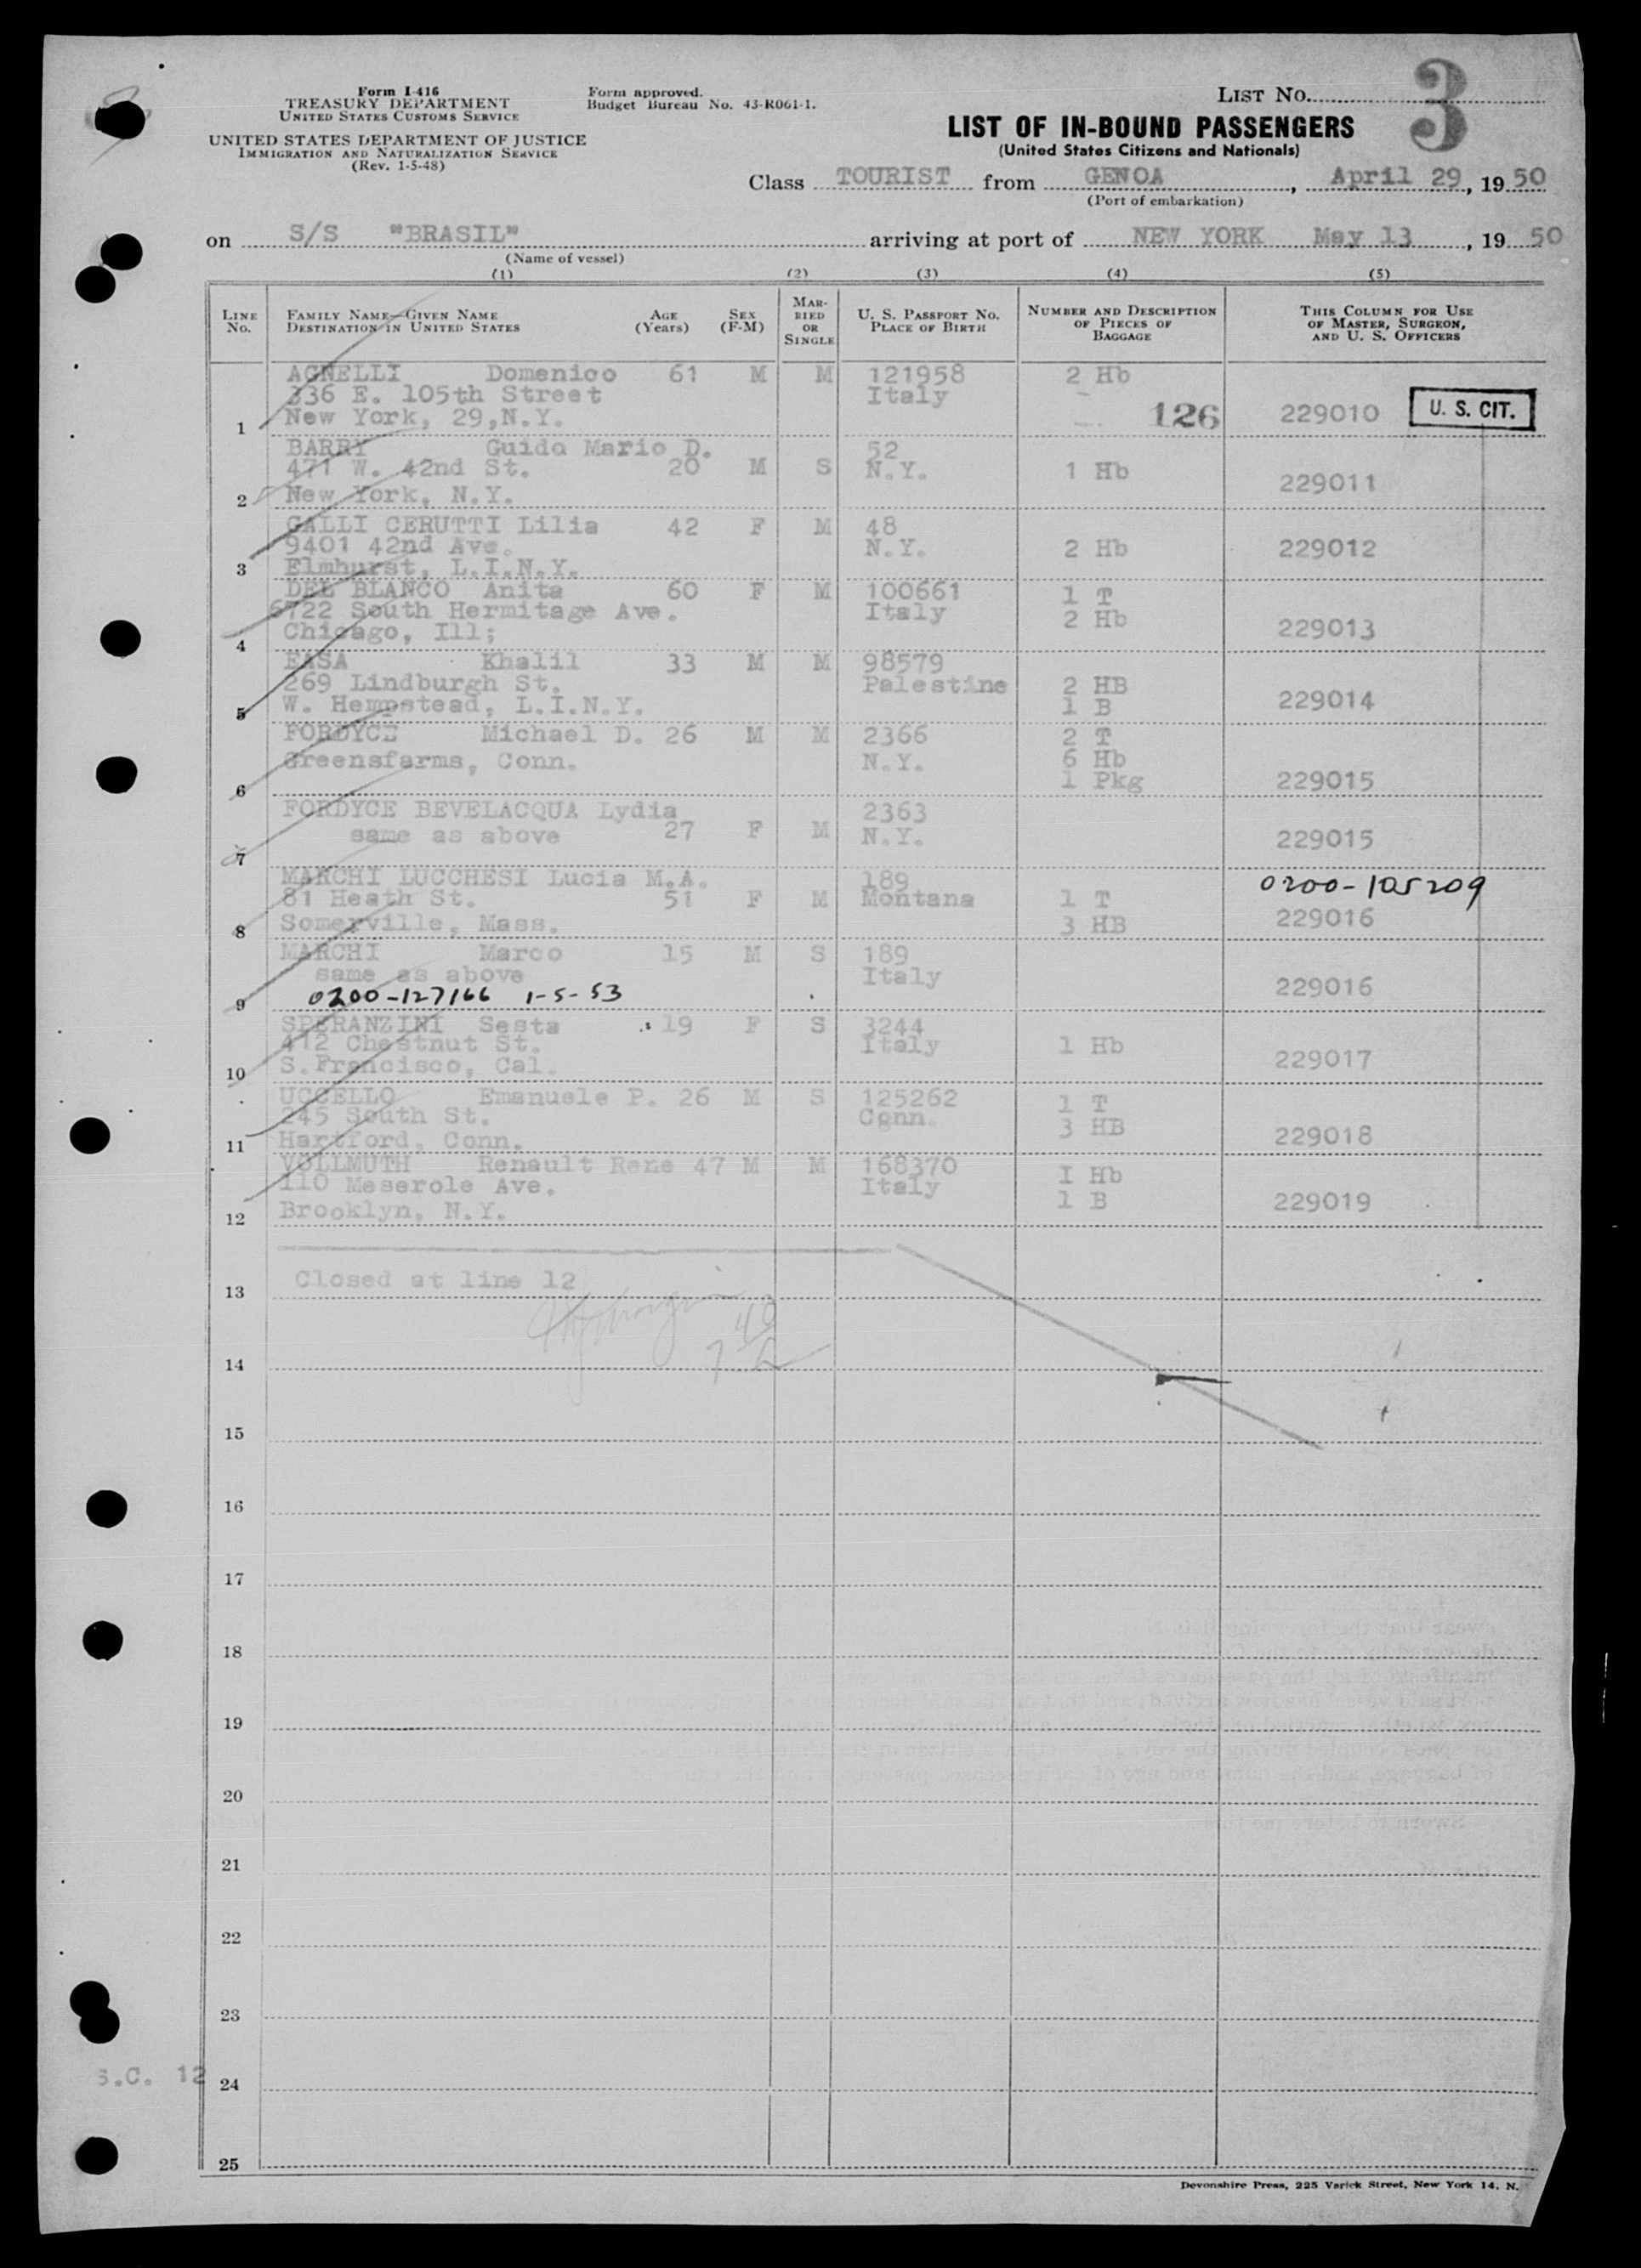 Form I-416
TREASURY DEPARTMENT
UNITED STATES CUSTOMS SERVICE
UNITED STATES DEPARTMENT OF JUSTICE
IMMIGRATION AND NATURALIZATION SERVICE
(Rev. 1-5-48)
Form approved.
Budget Bureau No. 43-R061-1.
LIST NO. 3
LIST OF IN-BOUND PASSENGERS
(United States Citizens and Nationals)
Class TOURIST from GENOA, April 29, 19 50
(Port of embarkation)
on S/S "BRASIL" arriving at port of NEW YORK May 13, 19 50
(Name of vessel)
(1) (2) (3) (4) (5)
LINE NO. FAMILY NAME—GIVEN NAME DESTINATION IN UNITED STATES AGE (Years) SEX (F-M) MARRIED OR SINGLE U. S. PASSPORT NO. PLACE OF BIRTH NUMBER AND DESCRIPTION OF PIECES OF BAGGAGE THIS COLUMN FOR USE OF MASTER, SURGEON, AND U. S. OFFICERS
AGNELLI Domenico 61 M M 121958 2 Hb
336 E. 105th Street Italy
1 New York, 29,N.Y. 126 229010 U. S. CIT.
BARRY Guido Mario D. 52
471 W. 42nd St. 20 M S N.Y. 1 Hb
2 New York, N.Y. 229011
GALLI CERUTTI Lilia 42 F M 48
9401 42nd Ave. N.Y. 2 Hb 229012
3 Elmhurst, L.I.N.Y.
DEL BLANCO Anita 60 F M 100661 1 T
6722 South Hermitage Ave. Italy 2 Hb
4 Chicago, Ill; 229013
EASA Khalil 33 M M 98579
269 Lindburgh St. Palestine 2 HB
5 W. Hempstead, L.I.N.Y. 1 B 229014
FORDYCE Michael D. 26 M M 2366 2 T
Greensfarms, Conn. N.Y. 6 Hb
6 1 Pkg 229015
FORDYCE BEVELACQUA Lydia 2363
same as above 27 F M N.Y. 229015
7
MARCHI LUCCHESI Lucia M.A. 189 0200-105209
81 Heath St. 51 F M Montana 1 T
8 Somerville, Mass. 3 HB 229016
MARCHI Marco 15 M S 189
same as above Italy 229016
9 0200-127166 1-5-53
SPERANZINI Sesta 19 F S 3244
412 Chestnut St. Italy 1 Hb
10 S.Francisco, Cal. 229017
UCCELLO Emanuele P. 26 M S 125262 1 T
245 South St. Conn. 3 HB
11 Hartford, Conn. 229018
VOLLMUTH Renault Rene 47 M M 168370 1 Hb
110 Meserole Ave. Italy 1 B
12 Brooklyn, N.Y. 229019
13 Closed at line 12
14
15
16
17
18
19
20
21
22
23
S.C. 12 24
25
Devonshire Press, 225 Varick Street, New York 14, N.